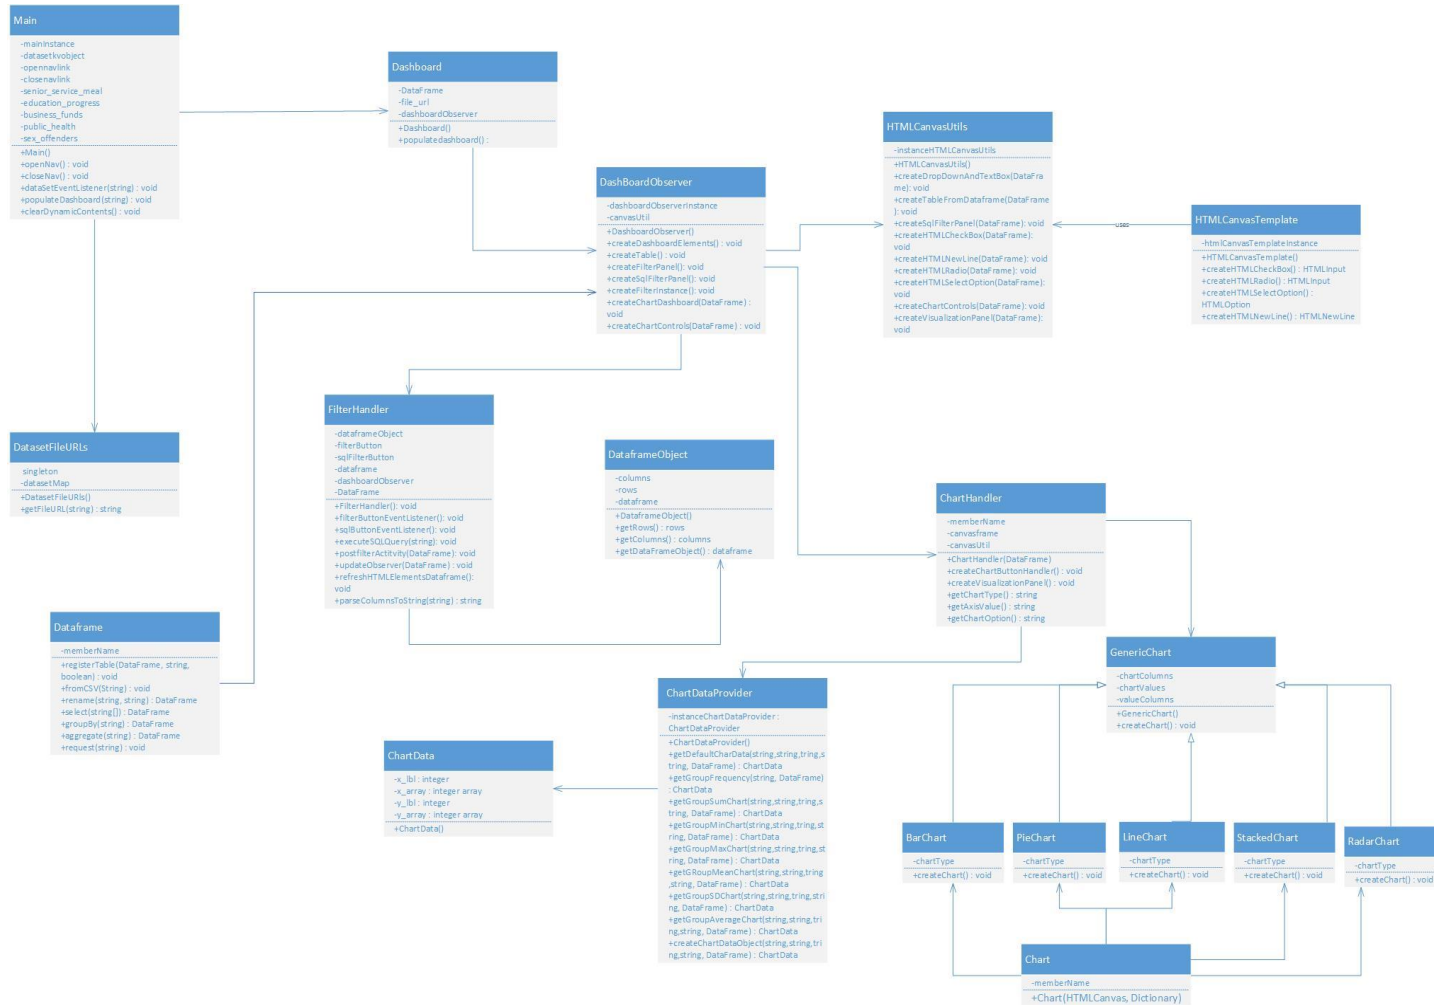 Main
-mainInstance
-datasetkvobject
-opennavlink
-closenavlink
-senior_service_meal
-education_progress
-business_funds
-public_health
-sex_offenders
+Main()
+openNav() : void
+closeNav() : void
+dataSetEventListener(string) : void
+populateDashboard(string) : void
+clearDynamicContents() : void
Dashboard
-DataFrame
-file_url
-dashboardObserver
+Dashboard()
+populatedashboard() :
DashBoardObserver
-dashboardObserverInstance
-canvasUtil
+DashboardObserver()
+createDashboardElements() : void
+createTable() : void
+createFilterPanel(): void
+createSqlFilterPanel(): void
+createFilterInstance(): void
+createChartDashboard(DataFrame) :
void
+createChartControls(DataFrame) : void
HTMLCanvasUtils
-instanceHTMLCanvasUtils
+HTMLCanvasUtils()
+createDropDownAndTextBox(DataFra
me): void
+createTableFromDataframe(DataFrame
): void
+createSqlFilterPanel(DataFrame): void
+createHTMLCheckBox(DataFrame):
void
+createHTMLNewLine(DataFrame): void
+createHTMLRadio(DataFrame): void
+createHTMLSelectOption(DataFrame):
void
+createChartControls(DataFrame): void
+createVisualizationPanel(DataFrame):
void
uses
HTMLCanvasTemplate
-htmlCanvasTemplateInstance
+HTMLCanvasTemplate()
+createHTMLCheckBox() : HTMLInput
+createHTMLRadio() : HTMLInput
+createHTMLSelectOption() :
HTMLOption
+createHTMLNewLine() : HTMLNewLine
DatasetFileURLs
singleton
-datasetMap
+DatasetFileURls()
+getFileURL(string) : string
FilterHandler
-dataframeObject
-filterButton
-sqlFilterButton
-dataframe
-dashboardObserver
-DataFrame
+FilterHandler(): void
+filterButtonEventListener(): void
+sqlButtonEventListener(): void
+executeSQLQuery(string): void
+postfilterActitvity(DataFrame): void
+updateObserver(DataFrame) : void
+refreshHTMLElementsDataframe():
void
+parseColumnsToString(string) : string
DataframeObject
-columns
-rows
-dataframe
+DataframeObject()
+getRows() : rows
+getColumns() : columns
+getDataFrameObject() : dataframe
ChartHandler
-memberName
-canvasframe
-canvasUtil
+ChartHandler(DataFrame)
+createChartButtonHandler() : void
+createVisualizationPanel() : void
+getChartType() : string
+getAxisValue() : string
+getChartOption() : string
Dataframe
-memberName
+registerTable(DataFrame, string,
boolean) : void
+fromCSV(String) : void
+rename(string, string) : DataFrame
+select(string[]) : DataFrame
+groupBy(string) : DataFrame
+aggregate(string) : DataFrame
+request(string) : void
GenericChart
-chartColumns
-chartValues
-valueColumns
+GenericChart()
+createChart() : void
ChartDataProvider
-instanceChartDataProvider :
ChartDataProvider
+ChartDataProvider()
+getDefaultCharData(string,string,tring,s
tring, DataFrame) : ChartData
+getGroupFrequency(string, DataFrame)
: ChartData
+getGroupSumChart(string,string,tring,s
tring, DataFrame) : ChartData
+getGroupMinChart(string,string,tring,st
ring, DataFrame) : ChartData
+getGroupMaxChart(string,string,tring,st
ring, DataFrame) : ChartData
+getGRoupMeanChart(string,string,tring
,string, DataFrame) : ChartData
+getGroupSDChart(string,string,tring,stri
ng, DataFrame) : ChartData
+getGroupAverageChart(string,string,tri
ng,string, DataFrame) : ChartData
+createChartDataObject(string,string,tri
ng,string, DataFrame) : ChartData
ChartData
-x_lbl : integer
-x_array : integer array
-y_lbl : integer
-y_array : integer array
+ChartData()
BarChart
-chartType
+createChart() : void
PieChart
-chartType
+createChart() : void
LineChart
-chartType
+createChart() : void
StackedChart
-chartType
+createChart() : void
RadarChart
-chartType
+createChart() : void
Chart
-memberName
+Chart(HTMLCanvas, Dictionary)